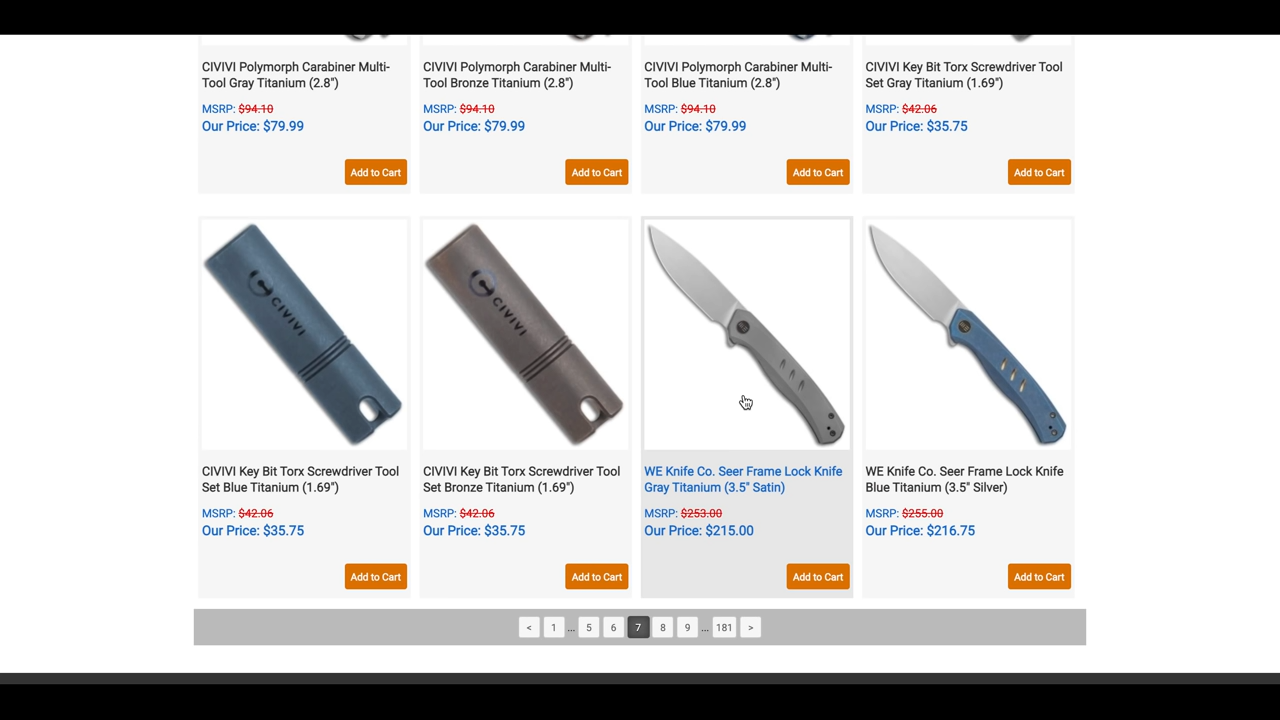 CIVIVI Polymorph Carabiner Multi-
Tool Gray Titanium (2.8")
MSRP: $94.10
Our Price: $79.99
Add to Cart
CIVIVI Polymorph Carabiner Multi-
Tool Bronze Titanium (2.8")
MSRP: $94.10
Our Price: $79.99
Add to Cart
CIVIVI Polymorph Carabiner Multi-
Tool Blue Titanium (2.8")
MSRP: $94.10
Our Price: $79.99
Add to Cart
CIVIVI Key Bit Torx Screwdriver Tool
Set Gray Titanium (1.69")
MSRP: $42.06
Our Price: $35.75
Add to Cart
CIVIVI
CIVIVI Key Bit Torx Screwdriver Tool
Set Blue Titanium (1.69")
MSRP: $42.06
Our Price: $35.75
Add to Cart
CIVIVI
CIVIVI Key Bit Torx Screwdriver Tool
Set Bronze Titanium (1.69")
MSRP: $42.06
Our Price: $35.75
Add to Cart
WE Knife Co. Seer Frame Lock Knife
Gray Titanium (3.5" Satin)
MSRP: $253.00
Our Price: $215.00
Add to Cart
WE Knife Co. Seer Frame Lock Knife
Blue Titanium (3.5" Silver)
MSRP: $255.00
Our Price: $216.75
Add to Cart
< 1 ... 5 6 7 8 9 ... 181 >